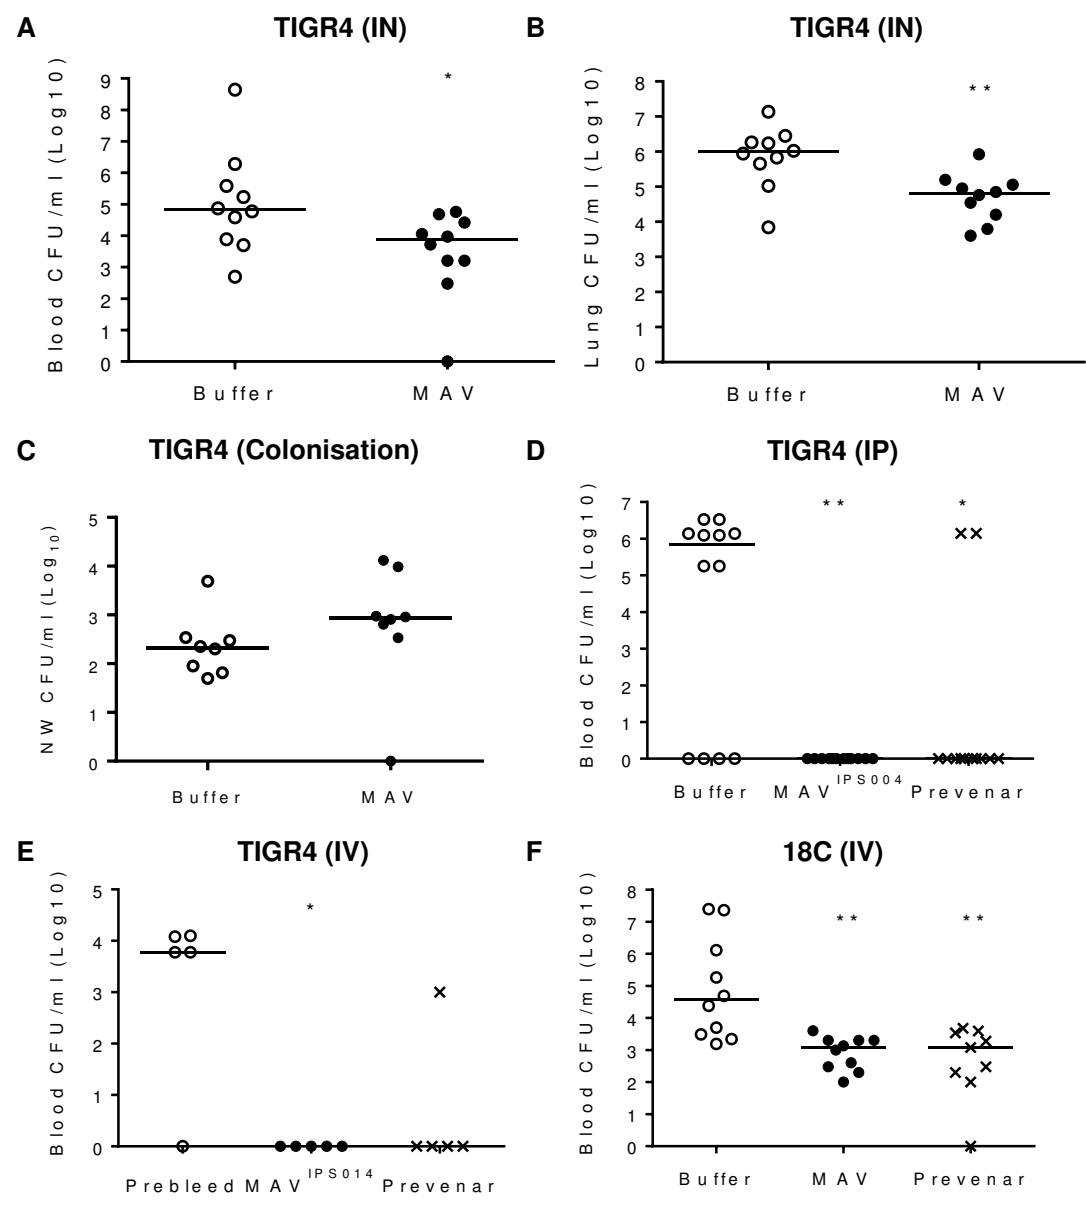 A
TIGR4 (IN)
Blood CFU/ml (Log10)
9
8
7
6
5
4
3
2
1
0
*
Buffer
MAV
B
TIGR4 (IN)
Lung CFU/ml (Log10)
8
7
6
5
4
3
2
1
0
**
Buffer
MAV
C
TIGR4 (Colonisation)
NW CFU/ml (Log10)
5
4
3
2
1
0
Buffer
MAV
D
TIGR4 (IP)
Blood CFU/ml (Log10)
7
6
5
4
3
2
1
0
**
*
Buffer
MAV IPS004
Prevenar
E
TIGR4 (IV)
Blood CFU/ml (Log10)
5
4
3
2
1
0
*
Prebleed
MAV IPS014
Prevenar
F
18C (IV)
Blood CFU/ml (Log10)
8
7
6
5
4
3
2
1
0
**
**
Buffer
MAV
Prevenar